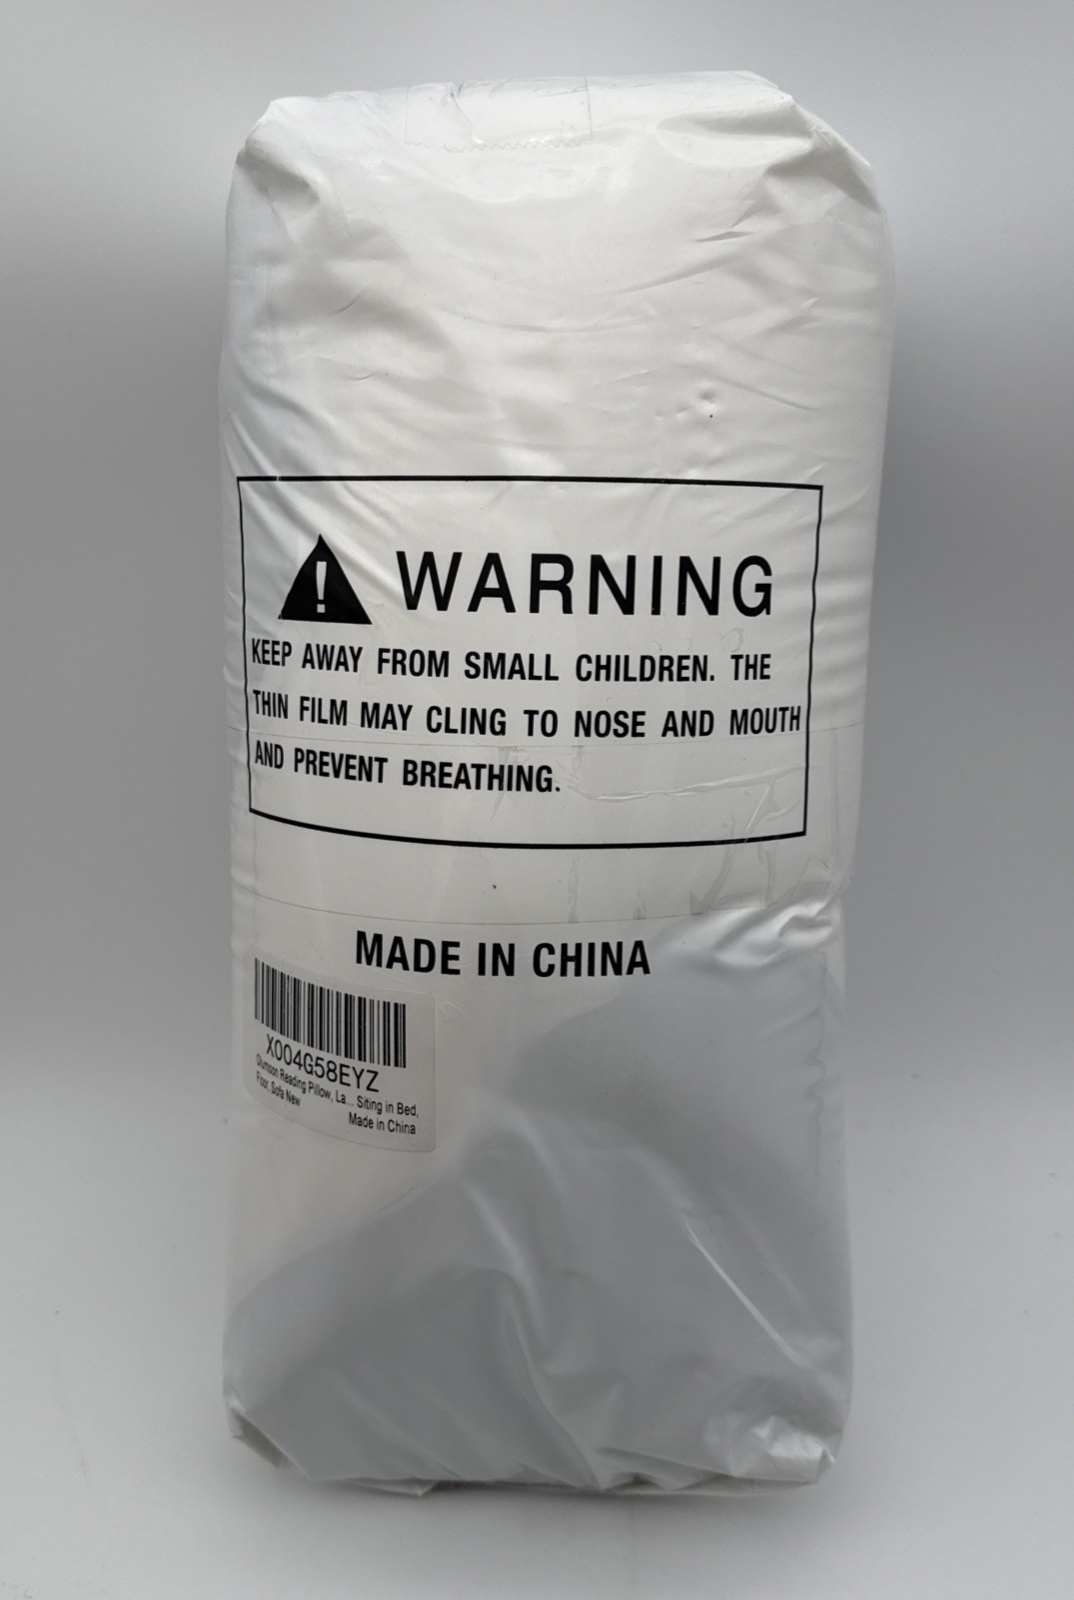 ! WARNING
KEEP AWAY FROM SMALL CHILDREN. THE
THIN FILM MAY CLING TO NOSE AND MOUTH
AND PREVENT BREATHING.
MADE IN CHINA
X004G58EYZ
Reading Pillow, La... Siting in Bed,
Floor, Sofa New
Made in China